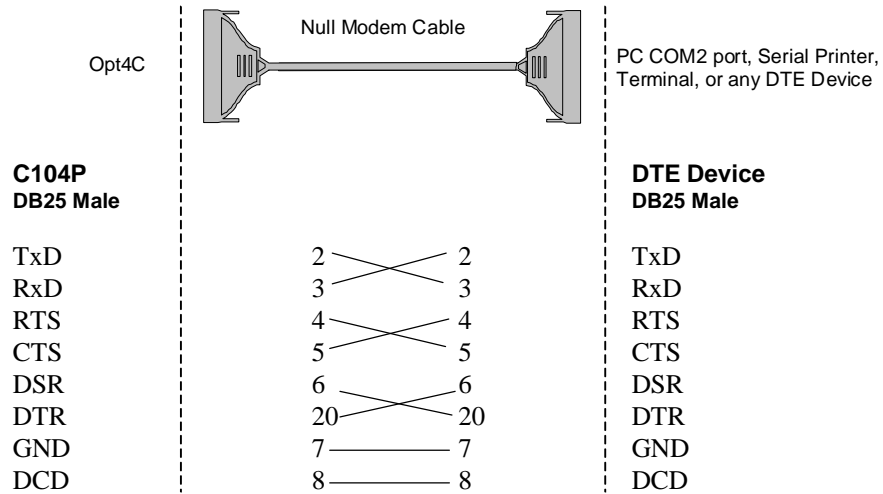 Null Modem Cable
Opt4C
PC COM2 port, Serial Printer,
Terminal, or any DTE Device
C104P
DB25 Male
DTE Device
DB25 Male
TxD 2 2 TxD
RxD 3 3 RxD
RTS 4 4 RTS
CTS 5 5 CTS
DSR 6 6 DSR
DTR 20 20 DTR
GND 7 7 GND
DCD 8 8 DCD